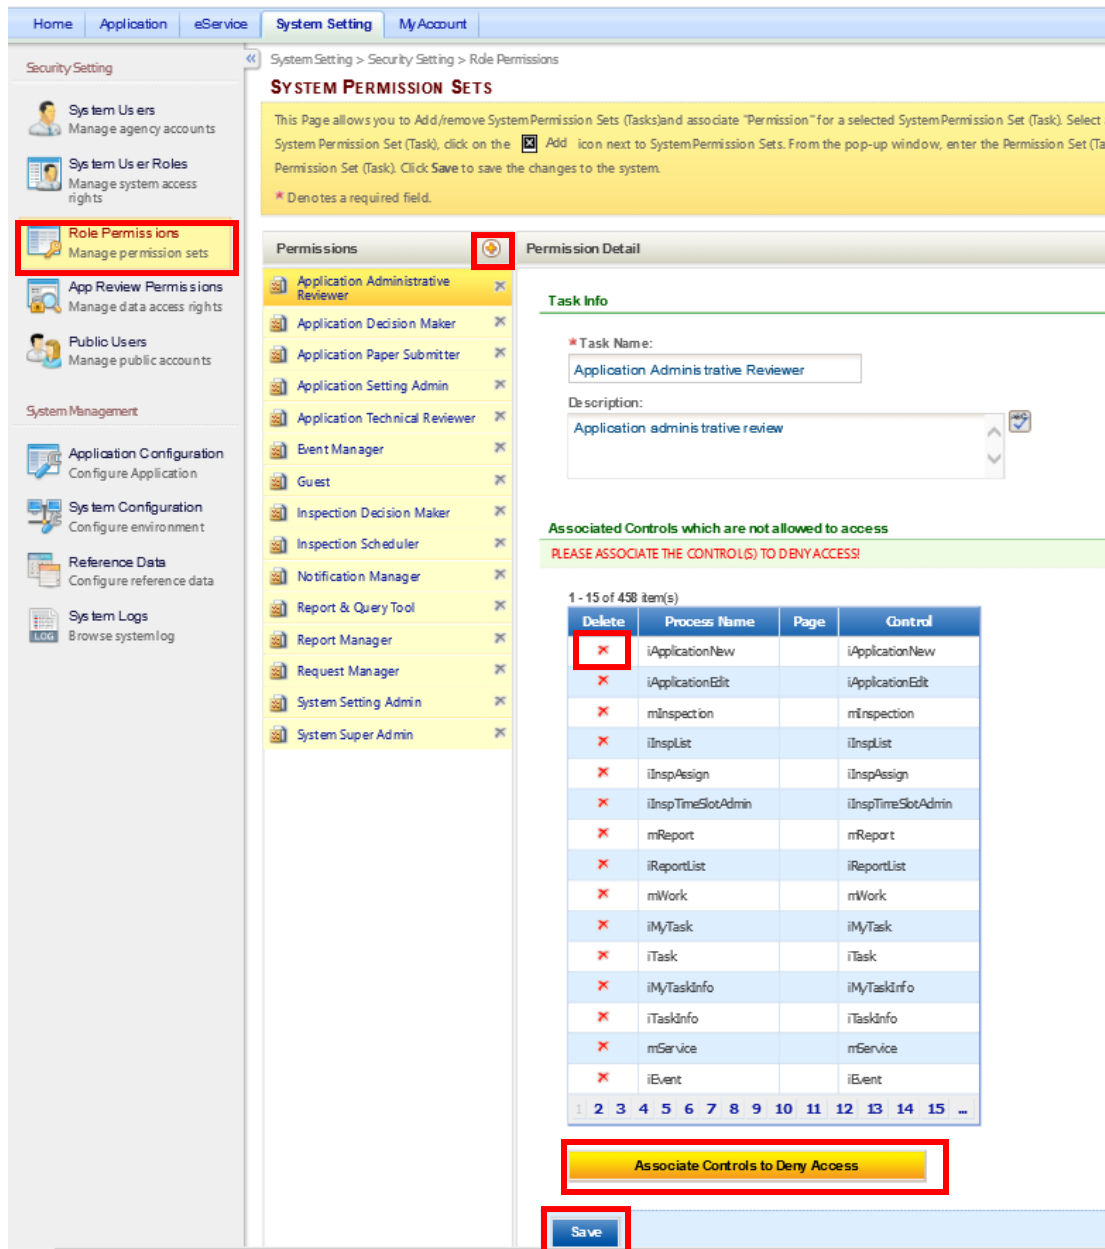 Home Application eService System Setting My Account
Security Setting
System Users
Manage agency accounts
System User Roles
Manage system access
rights
Role Permissions
Manage permission sets
App Review Permissions
Manage data access rights
Public Users
Manage public accounts
System Management
Application Configuration
Configure Application
System Configuration
Configure environment
Reference Data
Configure reference data
System Logs
LOG
Browse system log
« System Setting > Security Setting > Role Permissions
SYSTEM PERMISSION SETS
This Page allows you to Add/remove System Permission Sets (Tasks)and associate "Permission" for a selected System Permission Set (Task). Select
System Permission Set (Task), click on the Add icon next to System Permission Sets. From the pop-up window, enter the Permission Set (Ta
Permission Set (Task). Click Save to save the changes to the system.
* Denotes a required field.
Permissions
Application Administrative
Reviewer
Application Decision Maker
Application Paper Submitter
Application Setting Admin
Application Technical Reviewer
Event Manager
Guest
Inspection Decision Maker
Inspection Scheduler
Notification Manager
Report & Query Tool
Report Manager
Request Manager
System Setting Admin
System Super Admin
Permission Detail
Task Info
* Task Name:
Application Administrative Reviewer
Description:
Application administrative review
Associated Controls which are not allowed to access
PLEASE ASSOCIATE THE CONTROL(S) TO DENY ACCESS!
1 - 15 of 458 item(s)
Delete Process Name Page Control
iApplicationNew iApplicationNew
iApplicationEdit iApplicationEdit
mInspection mInspection
iInspList iInspList
iInspAssign iInspAssign
iInspTimeSlotAdmin iInspTimeSlotAdmin
mReport mReport
iReportList iReportList
mWork mWork
iMyTask iMyTask
iTask iTask
iMyTaskInfo iMyTaskInfo
iTaskInfo iTaskInfo
mService mService
iEvent iEvent
1 2 3 4 5 6 7 8 9 10 11 12 13 14 15 ...
Associate Controls to Deny Access
Save